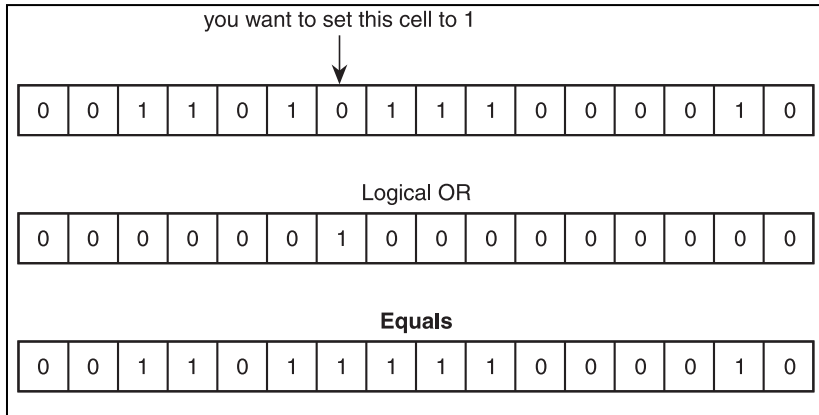 you want to set this cell to 1
0 0 1 1 0 1 0 1 1 1 0 0 0 0 1 0
Logical OR
0 0 0 0 0 0 1 0 0 0 0 0 0 0 0 0
Equals
0 0 1 1 0 1 1 1 1 1 0 0 0 0 1 0